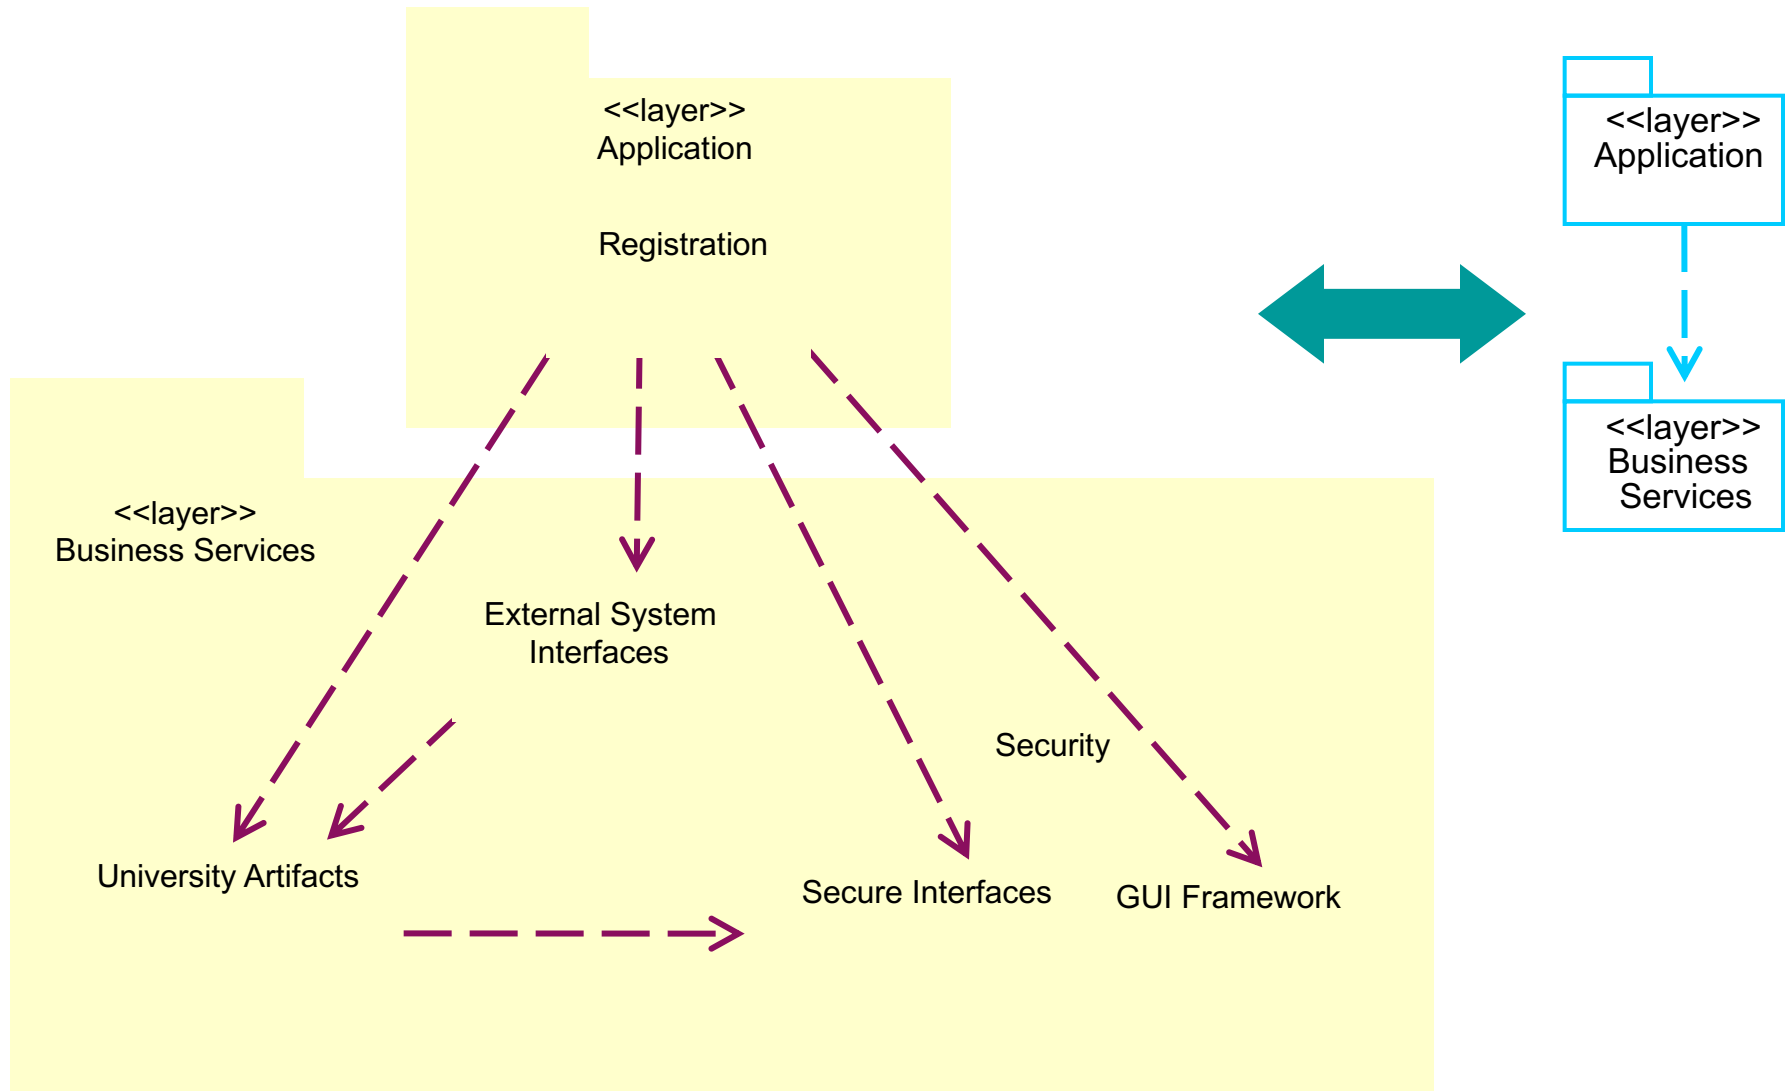 <<layer>>
Application
Registration
<<layer>>
Application
<<layer>>
Business
Services
<<layer>>
Business Services
External System
Interfaces
Security
University Artifacts
Secure Interfaces
GUI Framework